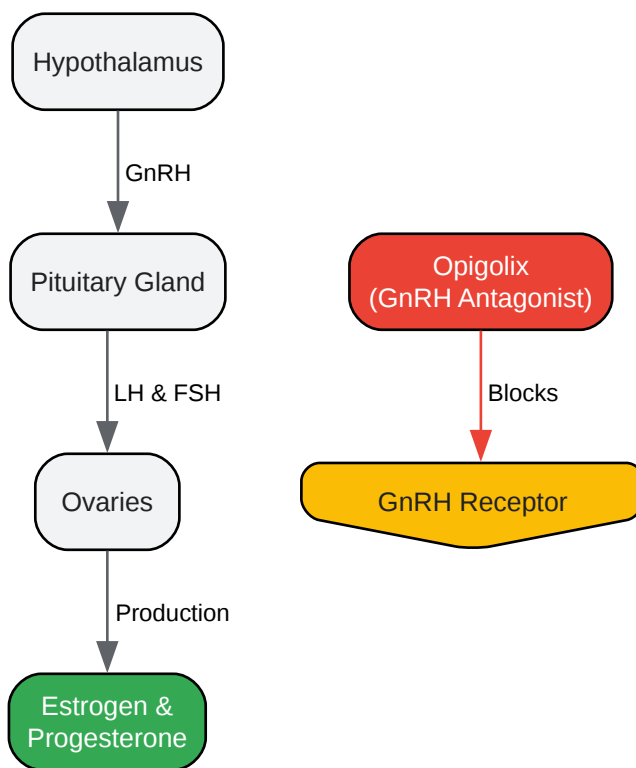 Hypothalamus
GnRH
Pituitary Gland
LH & FSH
Ovaries
Production
Estrogen &
Progesterone
Opigolix
(GnRH Antagonist)
Blocks
GnRH Receptor